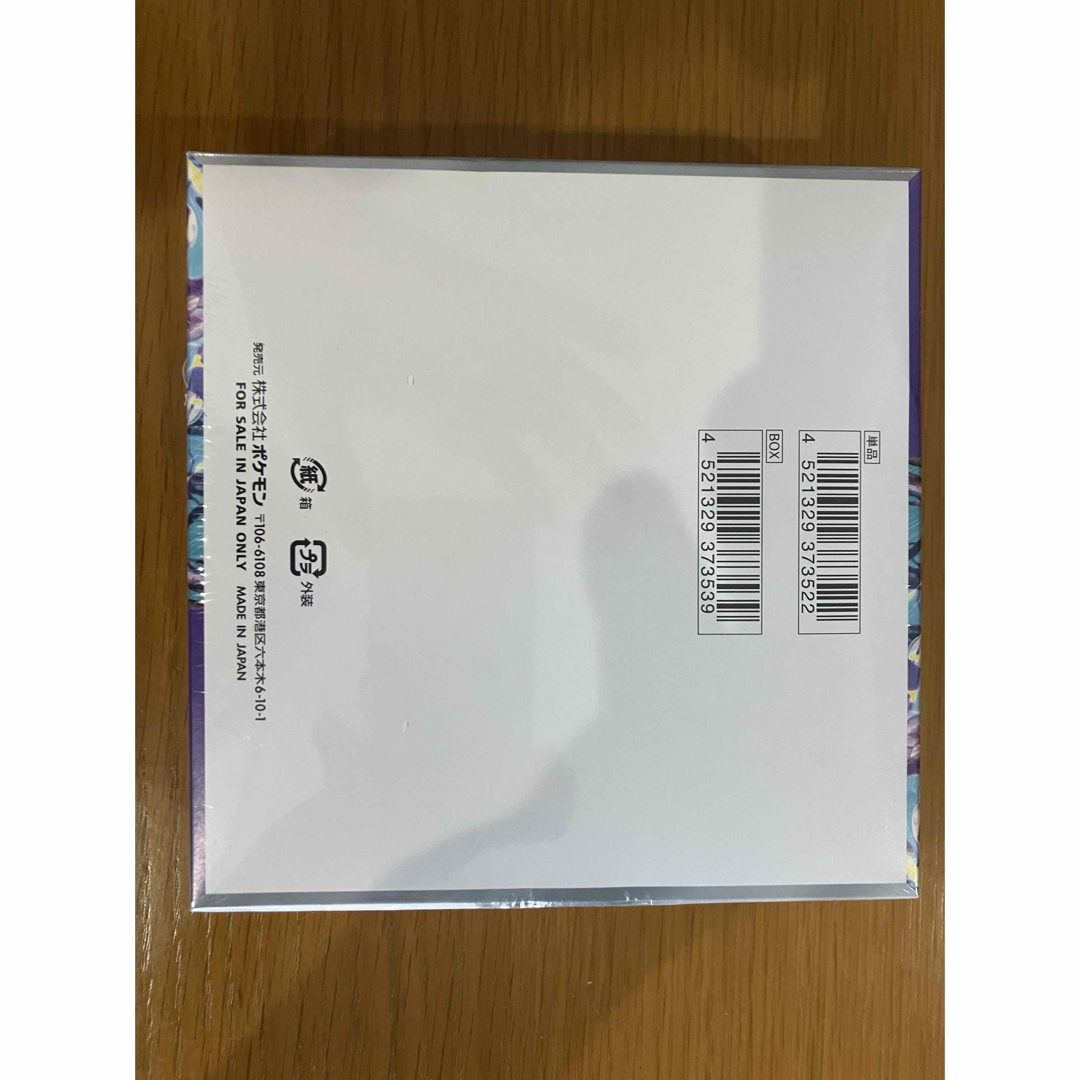 単品
4 521329 373522
BOX
4 521329 373539
紙 箱
プラ 外装
発売元 株式会社 ポケモン 〒106-6108 東京都港区六本木6-10-1
FOR SALE IN JAPAN ONLY MADE IN JAPAN